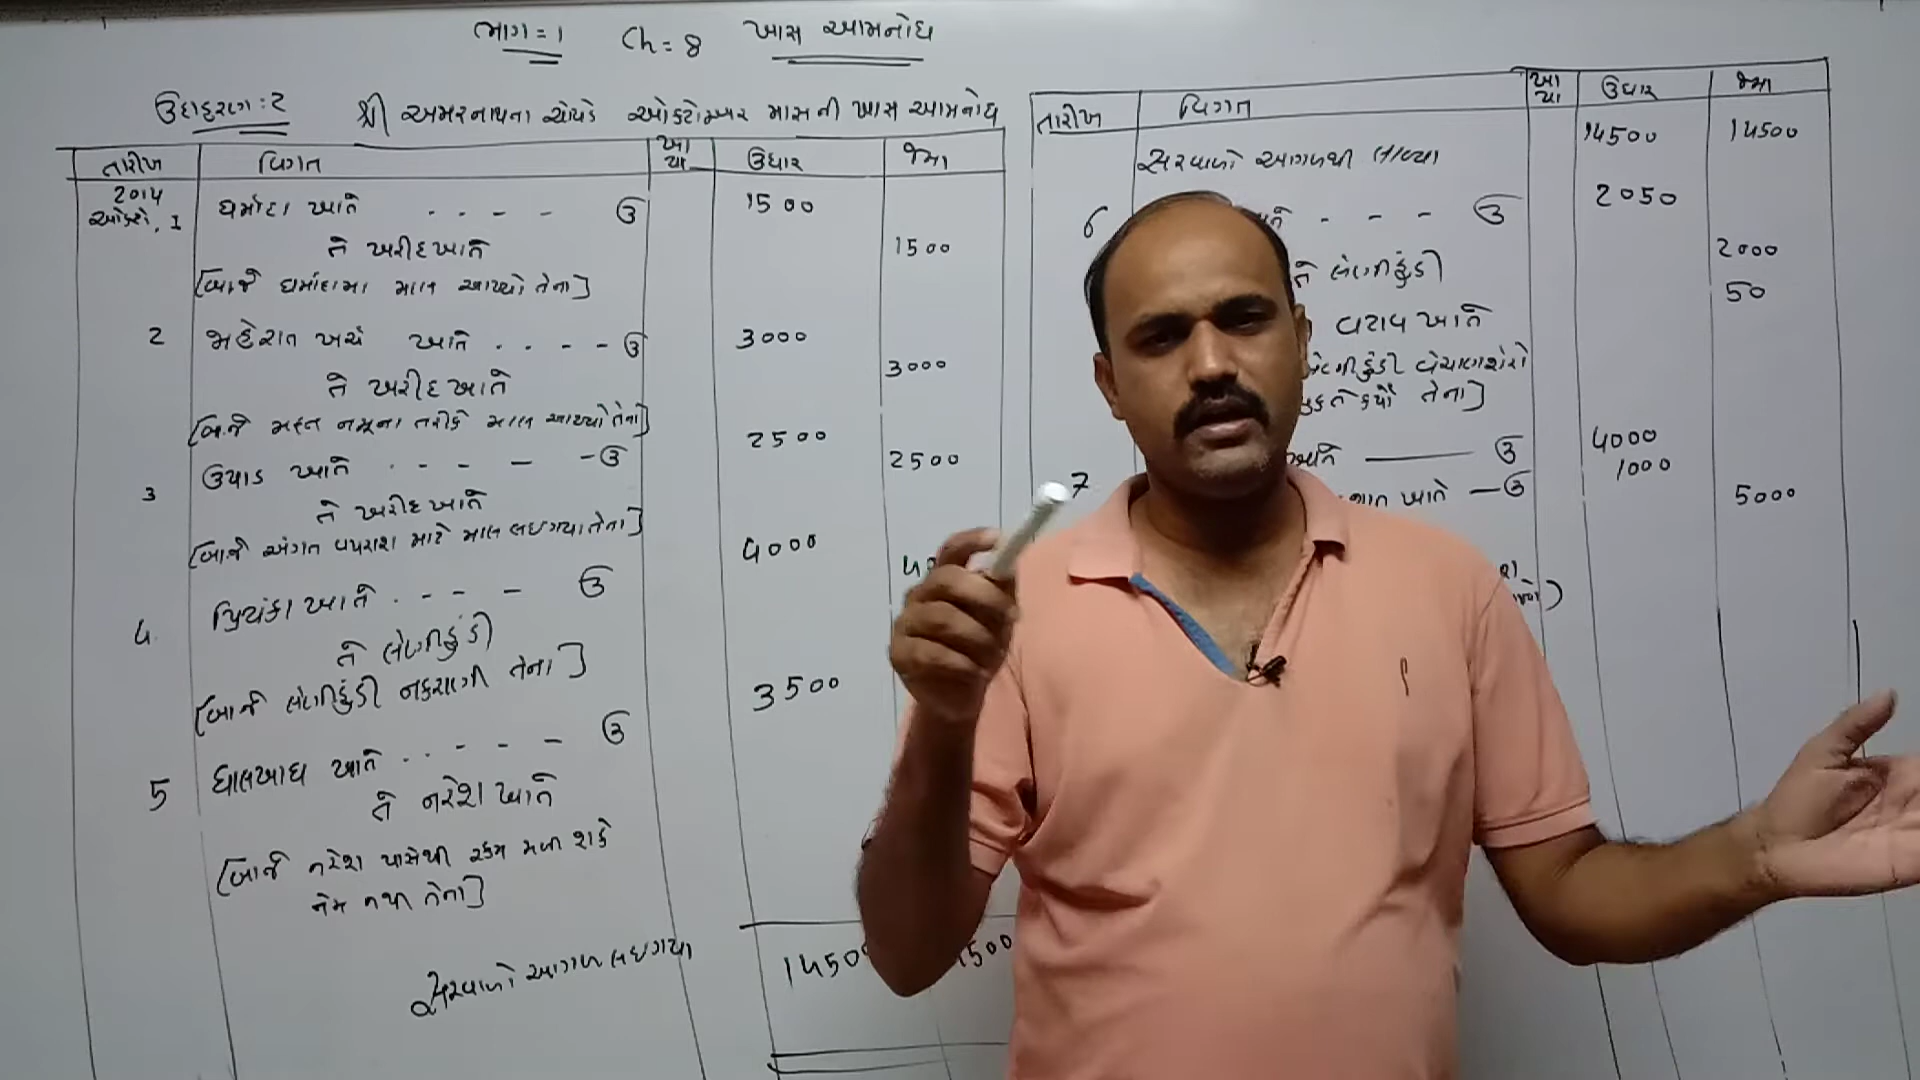 ભાગ = 1 Ch = 8 ખાસ આમનોંધ
ઉદાહરણ : 2 શ્રી અમરનાથના ચોપડે ઓક્ટોમ્બર માસની ખાસ આમનોંધ
તારીખ વિગત ખા પા ઉધાર જમા
2014
ઓક્ટો. 1 ધર્માદા ખાતે . . - - ઉ 1500
તે ખરીદ ખાતે 1500
[બા.જે ધર્માદામા માલ આપ્યો તેના]
2 જાહેરાત ખર્ચ ખાતે . . - - ઉ 3000
તે ખરીદ ખાતે 3000
[બા.જે મફત નમૂના તરીકે માલ આપ્યો તેના]
3 ઉપાડ ખાતે . - - - - ઉ 2500
તે ખરીદ ખાતે 2500
[બા.જે અંગત વપરાશ માટે માલ લઇ ગયા તેના]
4 પ્રિયંકા ખાતે . - - - ઉ 4000
તે લેણીહુંડી
[બા.જે લેણીહુંડી નકરાણી તેના]
5 ઘાલખાધ ખાતે . . - - - ઉ 3500
તે નરેશ ખાતે
[બા.જે નરેશ પાસેથી રકમ મળી શકે
તેમ નથી તેના]
સરવાળો આગળ લઇ ગયા 1450 500
તારીખ વિગત ખા પા ઉધાર જમા
સરવાળો આગળથી લાવ્યા 14500 14500
6 - - - ઉ 2050
તે લેણીહુંડી 2000
વટાવ ખાતે 50
લેણીહુંડી
તેના]
7 ખાતે ——— ઉ 4000
ખાતે — ઉ 1000
5000